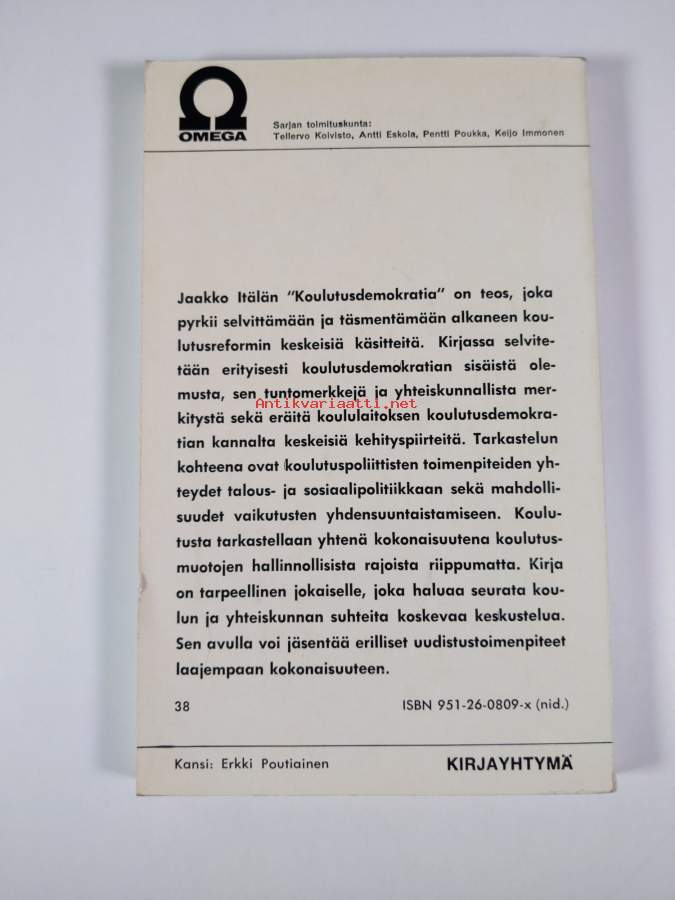 Ω
OMEGA
Sarjan toimituskunta:
Tellervo Koivisto, Antti Eskola, Pentti Poukka, Keijo Immonen
Jaakko Itälän "Koulutusdemokratia" on teos, joka
pyrkii selvittämään ja täsmentämään alkaneen kou-
lutusreformin keskeisiä käsitteitä. Kirjassa selvite-
tään erityisesti koulutusdemokratian sisäistä ole-
musta, sen tuntomerkkejä ja yhteiskunnallista mer-
Antikvariaatti.net
kitystä sekä eräitä koululaitoksen koulutusdemokra-
tian kannalta keskeisiä kehityspiirteitä. Tarkastelun
kohteena ovat koulutuspoliittisten toimenpiteiden yh-
teydet talous- ja sosiaalipolitiikkaan sekä mahdolli-
suudet vaikutusten yhdensuuntaistamiseen. Koulu-
tusta tarkastellaan yhtenä kokonaisuutena koulutus-
muotojen hallinnollisista rajoista riippumatta. Kirja
on tarpeellinen jokaiselle, joka haluaa seurata kou-
lun ja yhteiskunnan suhteita koskevaa keskustelua.
Sen avulla voi jäsentää erilliset uudistustoimenpiteet
laajempaan kokonaisuuteen.
38 ISBN 951-26-0809-x (nid.)
Kansi: Erkki Poutiainen KIRJAYHTYMÄ